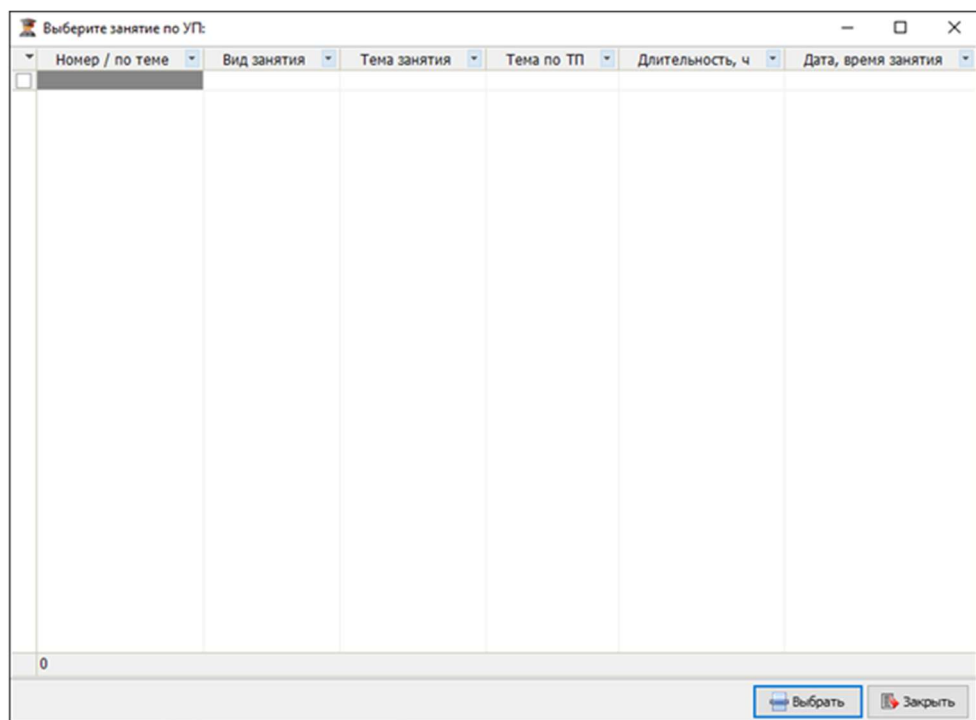 Выберите занятие по УП:
Номер / по теме Вид занятия Тема занятия Тема по ТП Длительность, ч Дата, время занятия
0
Выбрать Закрыть